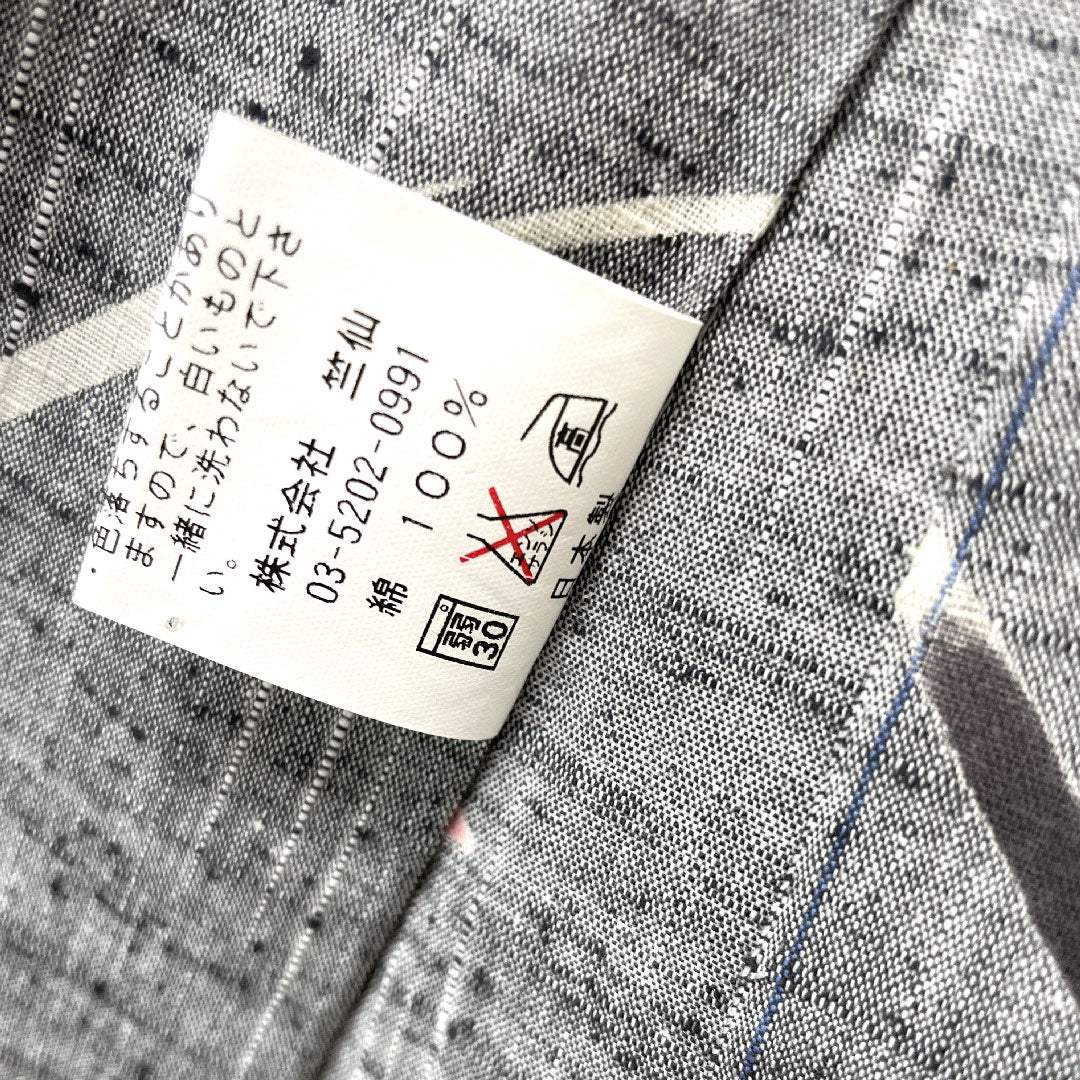 弱
30
エンソ
サラシ
高
日本製
綿 100%
03-5202-0991
株式会社 竺仙
・色落ちすることがあり
ますので、白いものと
一緒に洗わないで下さ
い。